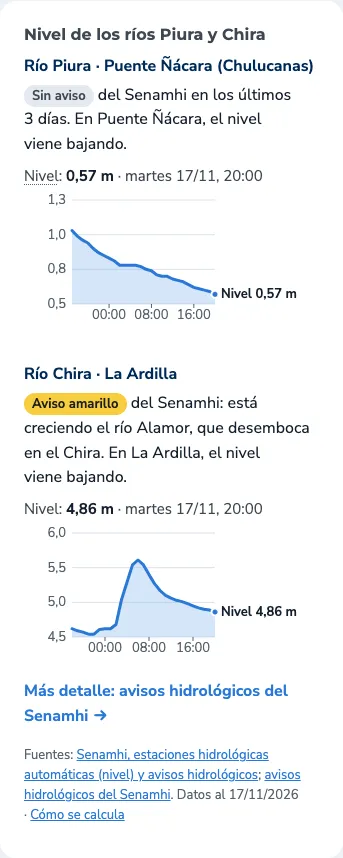 Nivel de los ríos Piura y Chira
Río Piura · Puente Ñácara (Chulucanas)
Sin aviso del Senamhi en los últimos
3 días. En Puente Ñácara, el nivel
viene bajando.
Nivel: 0,57 m · martes 17/11, 20:00
1,3
1,0
0,8
Nivel 0,57 m
0,5
00:00 08:00 16:00
Río Chira · La Ardilla
Aviso amarillo del Senamhi: está
creciendo el río Alamor, que desemboca
en el Chira. En La Ardilla, el nivel
viene bajando.
Nivel: 4,86 m · martes 17/11, 20:00
6,0
5,5
5,0
Nivel 4,86 m
4,5
00:00 08:00 16:00
Más detalle: avisos hidrológicos del
Senamhi →
Fuentes: Senamhi, estaciones hidrológicas
automáticas (nivel) y avisos hidrológicos; avisos
hidrológicos del Senamhi. Datos al 17/11/2026
· Cómo se calcula